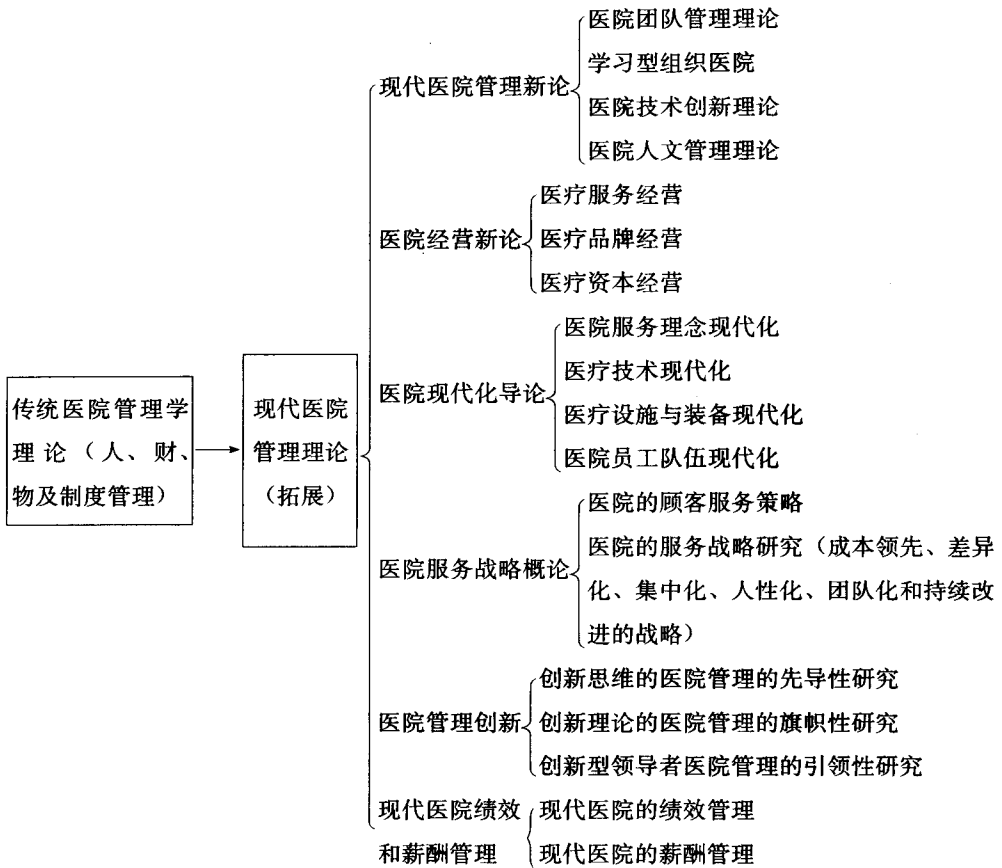 传统医院管理学
理论（人、财、
物及制度管理）
现代医院
管理理论
（拓展）
现代医院管理新论
医院团队管理理论
学习型组织医院
医院技术创新理论
医院人文管理理论
医院经营新论
医疗服务经营
医疗品牌经营
医疗资本经营
医院现代化导论
医院服务理念现代化
医疗技术现代化
医疗设施与装备现代化
医院员工队伍现代化
医院服务战略概论
医院的顾客服务策略
医院的服务战略研究（成本领先、差异
化、集中化、人性化、团队化和持续改
进的战略）
医院管理创新
创新思维的医院管理的先导性研究
创新理论的医院管理的旗帜性研究
创新型领导者医院管理的引领性研究
现代医院绩效
和薪酬管理
现代医院的绩效管理
现代医院的薪酬管理